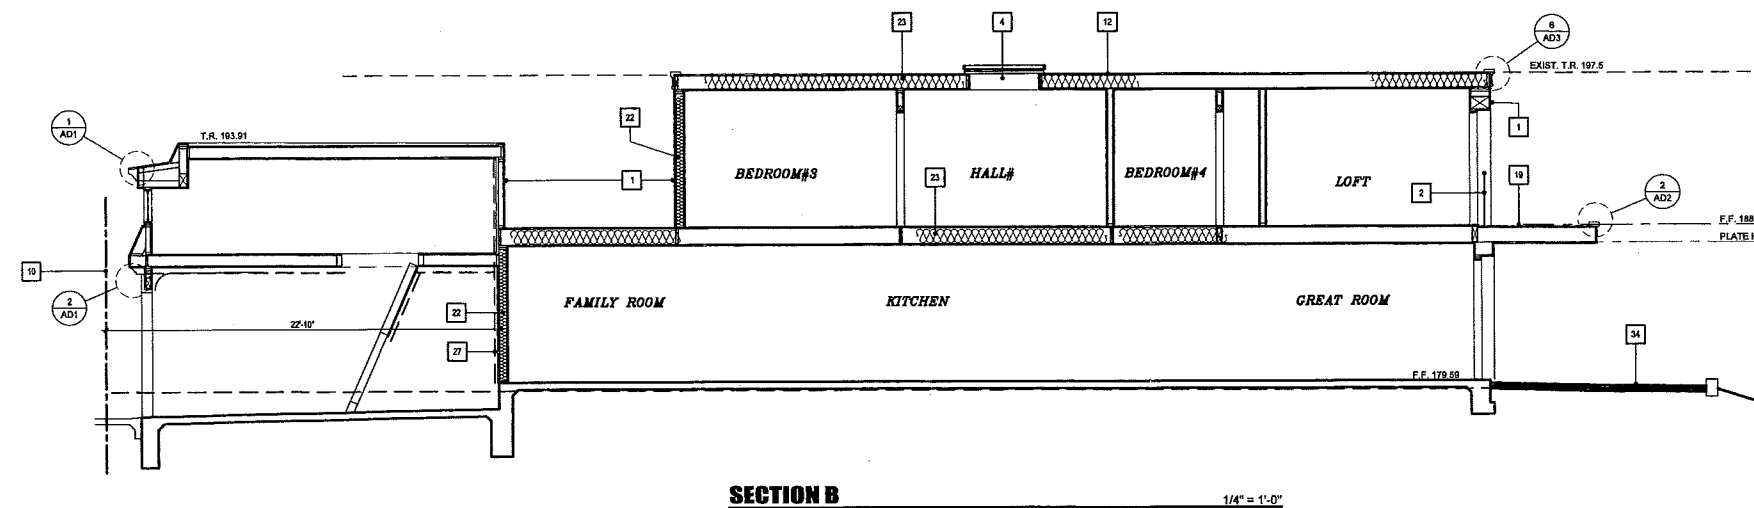 23
4
12
6
AD3
EXIST. T.R. 197.5
1
AD1
T.R. 193.91
22
1
1
BEDROOM#3
HALL#
BEDROOM#4
LOFT
23
2
19
2
AD2
F.F. 188
PLATE
10
2
AD1
FAMILY ROOM
KITCHEN
GREAT ROOM
22
22'-10"
27
34
F.F. 179.59
SECTION B
1/4" = 1'-0"